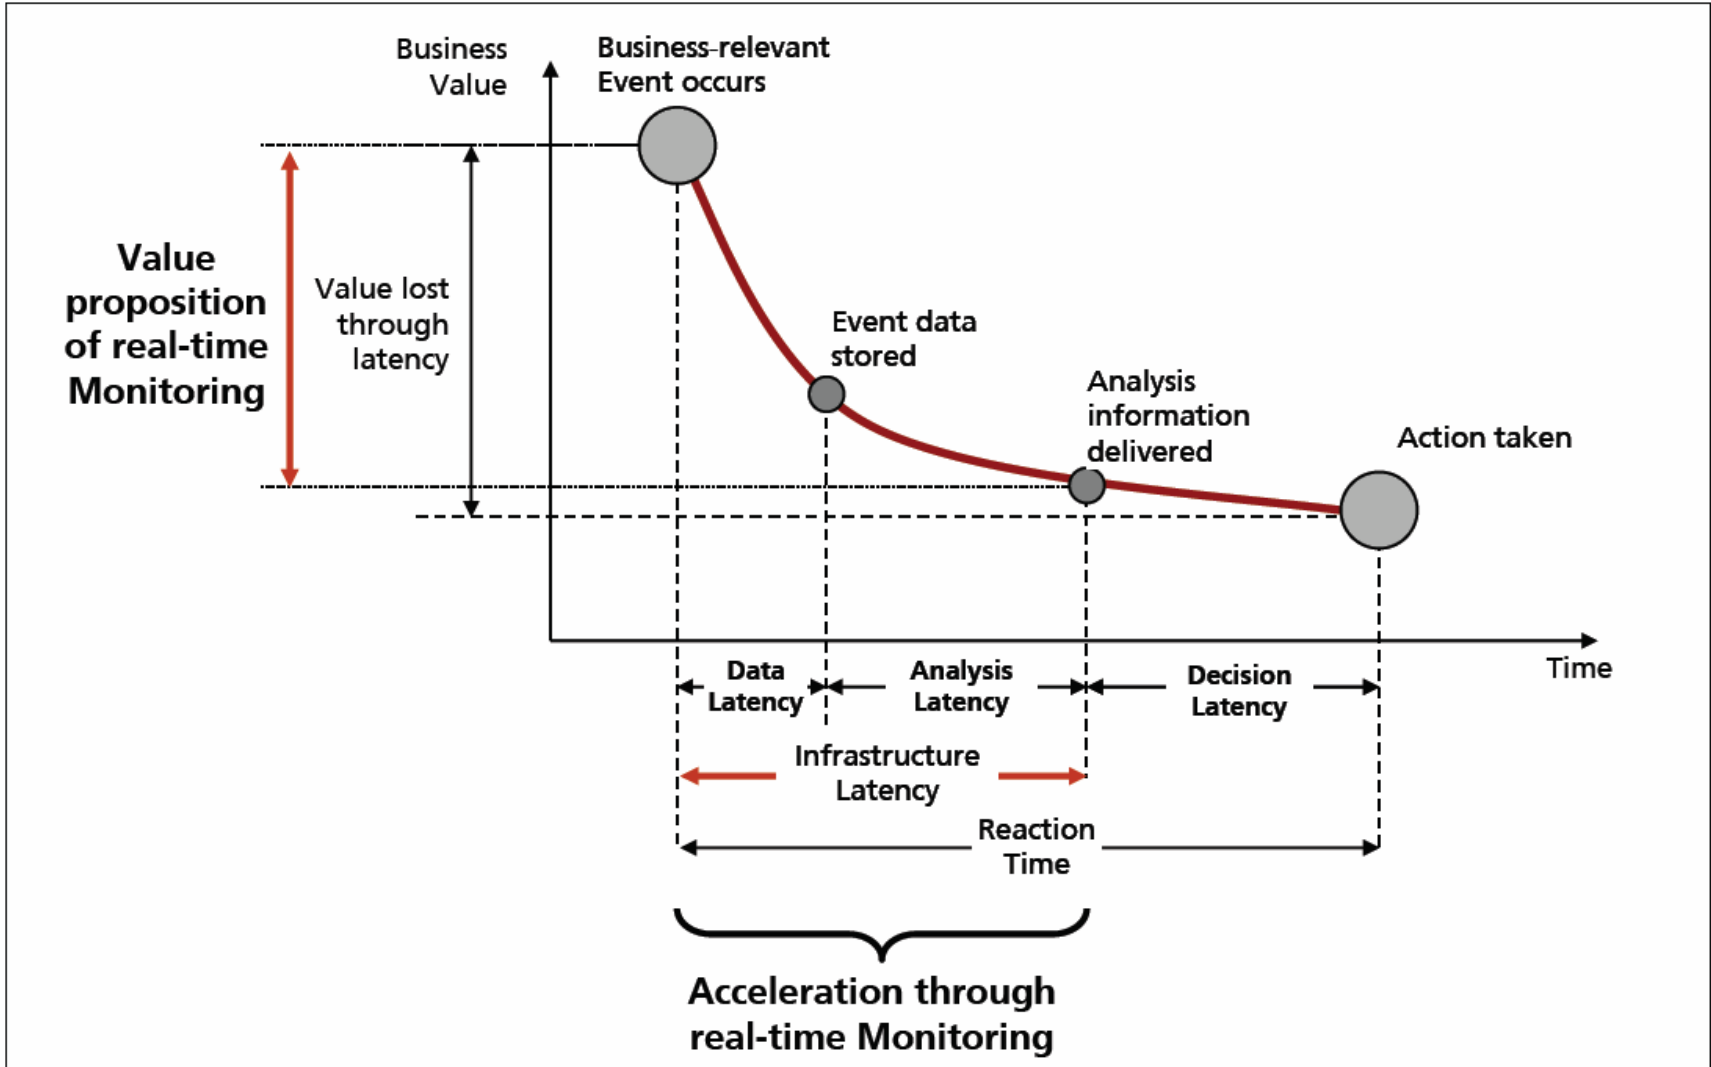 Business
Value
Business-relevant
Event occurs
Value
proposition
of real-time
Monitoring
Value lost
through
latency
Event data
stored
Analysis
information
delivered
Action taken
Time
Data
Latency
Analysis
Latency
Decision
Latency
Infrastructure
Latency
Reaction
Time
Acceleration through
real-time Monitoring